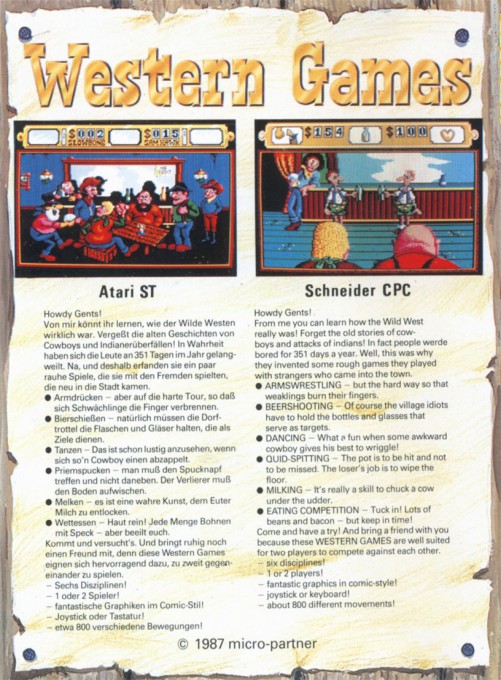 Western Games
$002 $015
SLOWBONE
$154 $100
Atari ST
Schneider CPC
Howdy Gents!
Von mir könnt ihr lernen, wie der Wilde Westen
wirklich war. Vergeßt die alten Geschichten von
Cowboys und Indianerüberfällen! In Wahrheit
haben sich die Leute an 351 Tagen im Jahr gelang-
weilt. Na, und deshalb erfanden sie ein paar
rauhe Spiele, die sie mit den Fremden spielten,
die neu in die Stadt kamen.
● Armdrücken – aber auf die harte Tour, so daß
sich Schwächlinge die Finger verbrennen.
● Bierschießen – natürlich müssen die Dorf-
trottel die Flaschen und Gläser halten, die als
Ziele dienen.
● Tanzen – Das ist schon lustig anzusehen, wenn
sich so'n Cowboy einen abzappelt.
● Priemspucken – man muß den Spucknapf
treffen und nicht daneben. Der Verlierer muß
den Boden aufwischen.
● Melken – es ist eine wahre Kunst, dem Euter
Milch zu entlocken.
● Wettessen – Haut rein! Jede Menge Bohnen
mit Speck – aber beeilt euch.
Kommt und versucht's. Und bringt ruhig noch
einen Freund mit, denn diese Western Games
eignen sich hervorragend dazu, zu zweit gegen-
einander zu spielen.
– Sechs Disziplinen!
– 1 oder 2 Spieler!
– fantastische Graphiken im Comic-Stil!
– Joystick oder Tastatur!
– etwa 800 verschiedene Bewegungen!
Howdy Gents!
From me you can learn how the Wild West
really was! Forget the old stories of cow-
boys and attacks of indians! In fact people werde
bored for 351 days a year. Well, this was why
they invented some rough games they played
with strangers who came into the town.
● ARMSWRESTLING – but the hard way so that
weaklings burn their fingers.
● BEERSHOOTING – Of course the village idiots
have to hold the bottles and glasses that
serve as targets.
● DANCING – What a fun when some awkward
cowboy gives his best to wriggle!
● QUID-SPITTING – The pot is to be hit and not
to be missed. The loser's job is to wipe the
floor.
● MILKING – It's really a skill to chuck a cow
under the udder.
● EATING COMPETITION – Tuck in! Lots of
beans and bacon – but keep in time!
Come and have a try! And bring a friend with you
because these WESTERN GAMES are well suited
for two players to compete against each other.
– six disciplines!
– 1 or 2 players!
– fantastic graphics in comic-style!
– joystick or keyboard!
– about 800 different movements!
© 1987 micro-partner